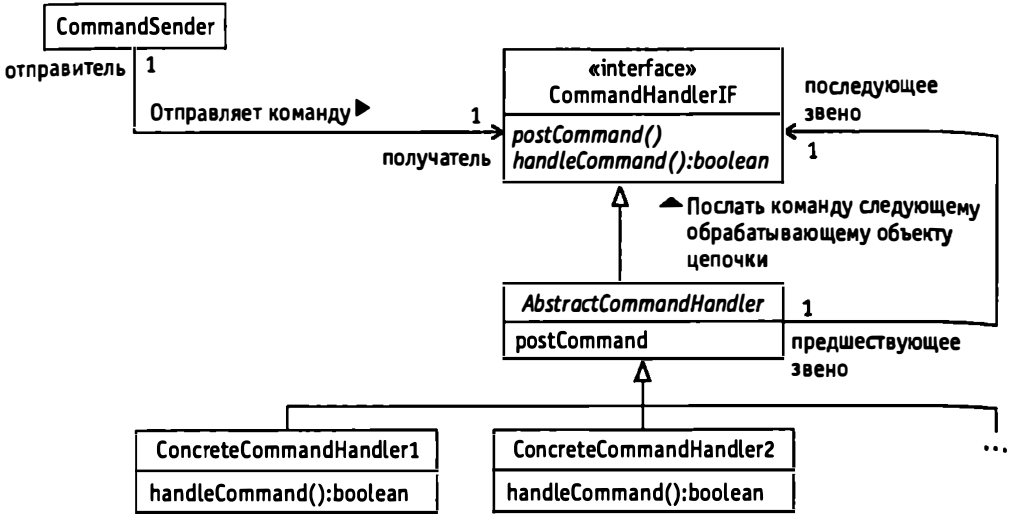 CommandSender
отправитель
1
Отправляет команду
1
получатель
«interface»
CommandHandlerIF
postCommand()
handleCommand():boolean
последующее
звено
1
Послать команду следующему
обрабатывающему объекту
цепочки
AbstractCommandHandler
postCommand
1
предшествующее
звено
ConcreteCommandHandler1
handleCommand():boolean
ConcreteCommandHandler2
handleCommand():boolean
...